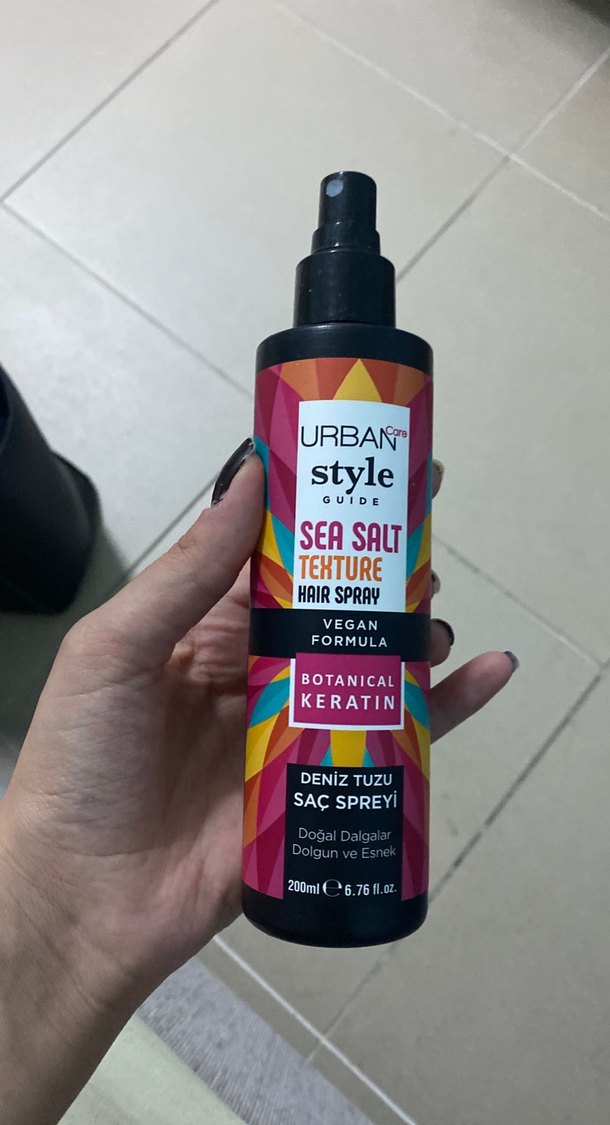 URBAN Care
style
GUIDE
SEA SALT
TEXTURE
HAIR SPRAY
VEGAN
FORMULA
BOTANICAL
KERATIN
DENİZ TUZU
SAÇ SPREYİ
Doğal Dalgalar
Dolgun ve Esnek
200ml ℮ 6.76 fl.oz.